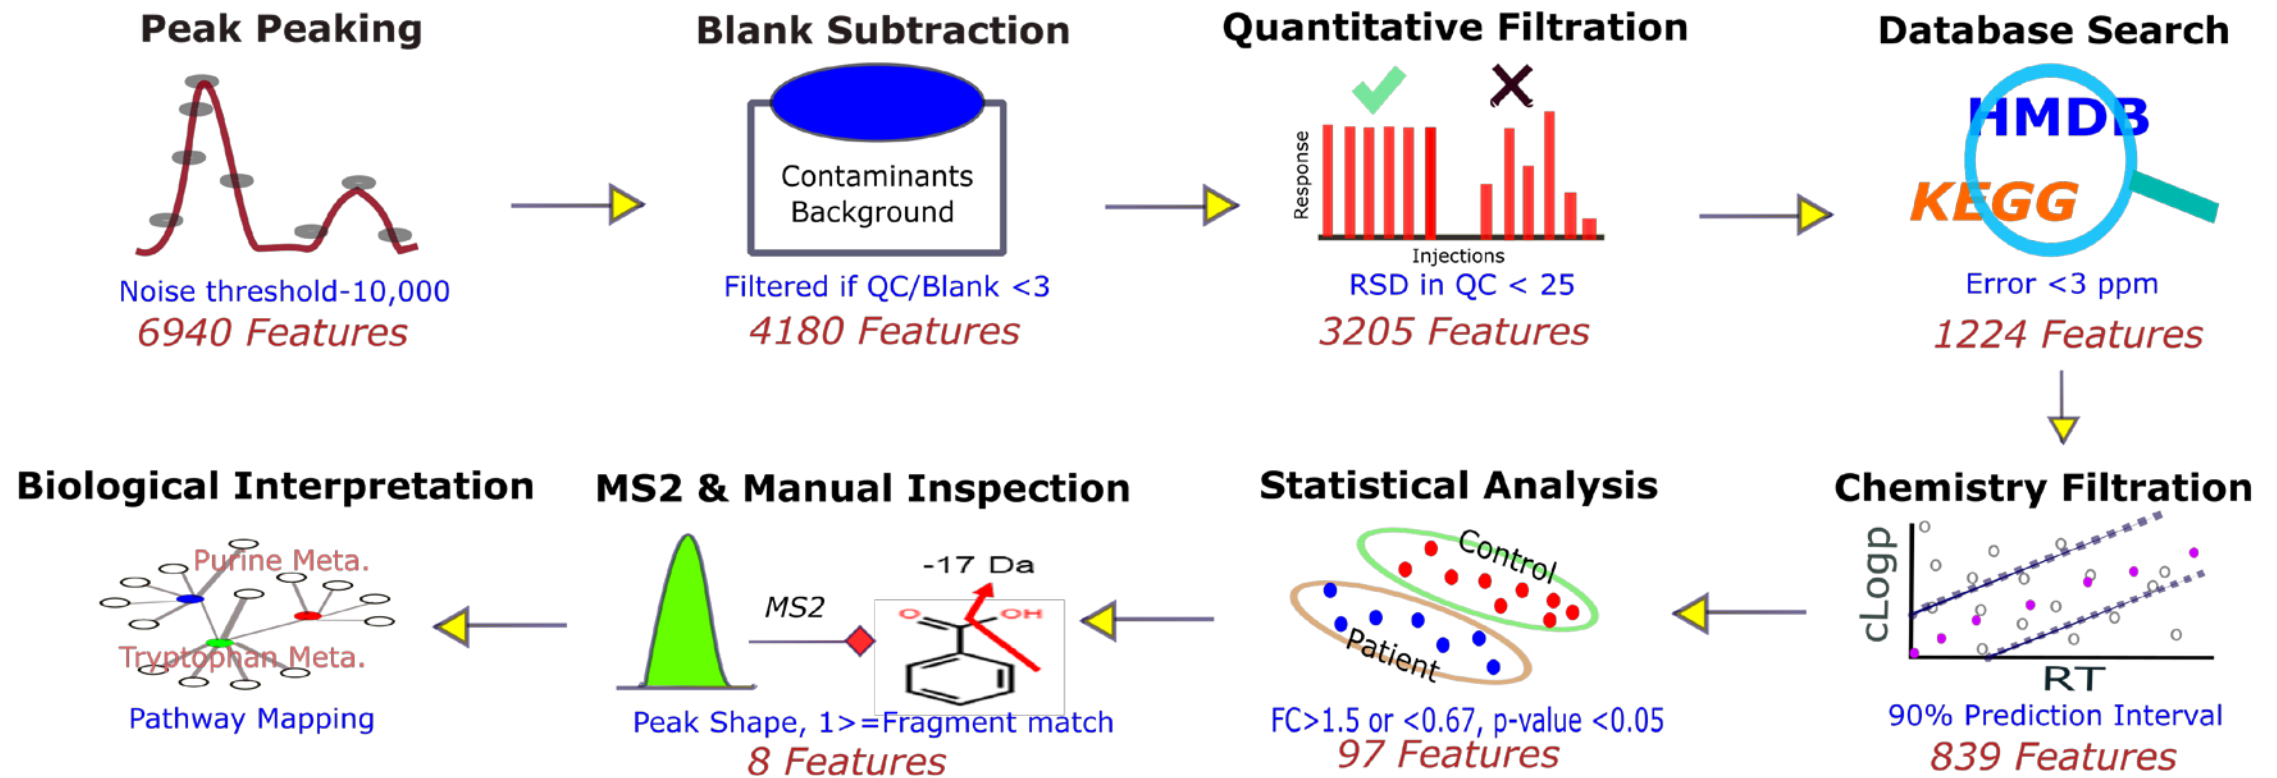 Peak Peaking
Noise threshold-10,000
6940 Features
Blank Subtraction
Contaminants
Background
Filtered if QC/Blank <3
4180 Features
Quantitative Filtration
Response
Injections
RSD in QC < 25
3205 Features
Database Search
HMDB
KEGG
Error <3 ppm
1224 Features
Chemistry Filtration
cLogp
RT
90% Prediction Interval
839 Features
Statistical Analysis
Control
Patient
FC>1.5 or <0.67, p-value <0.05
97 Features
MS2 & Manual Inspection
-17 Da
MS2
O
OH
Peak Shape, 1>=Fragment match
8 Features
Biological Interpretation
Purine Meta.
Tryptophan Meta.
Pathway Mapping